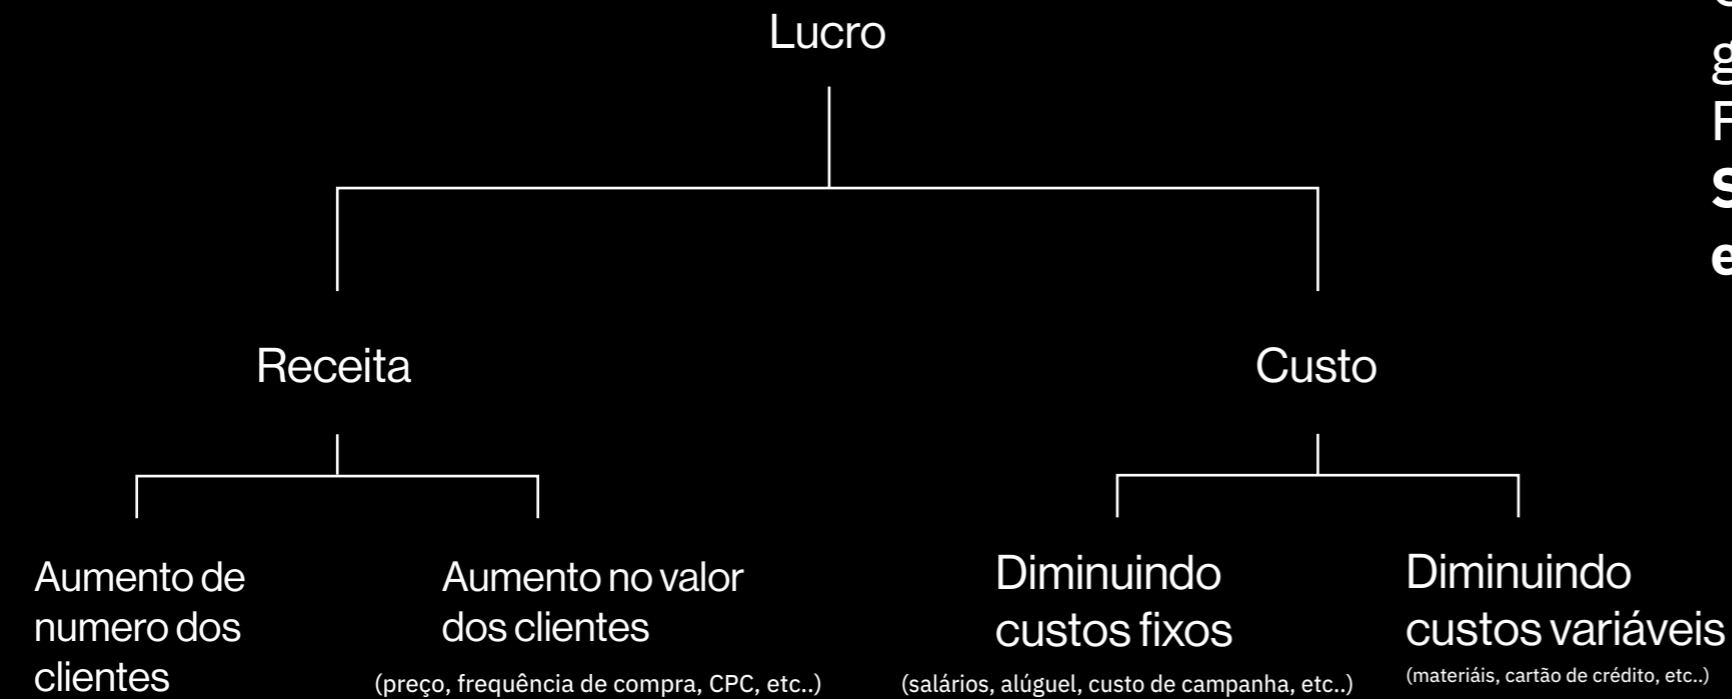 Lucro
Receita
Custo
Aumento de
numero dos
clientes
Aumento no valor
dos clientes
(preço, frequência de compra, CPC, etc..)
Diminuindo
custos fixos
(salários, alúguel, custo de campanha, etc..)
Diminuindo
custos variáveis
(materiáis, cartão de crédito, etc..)